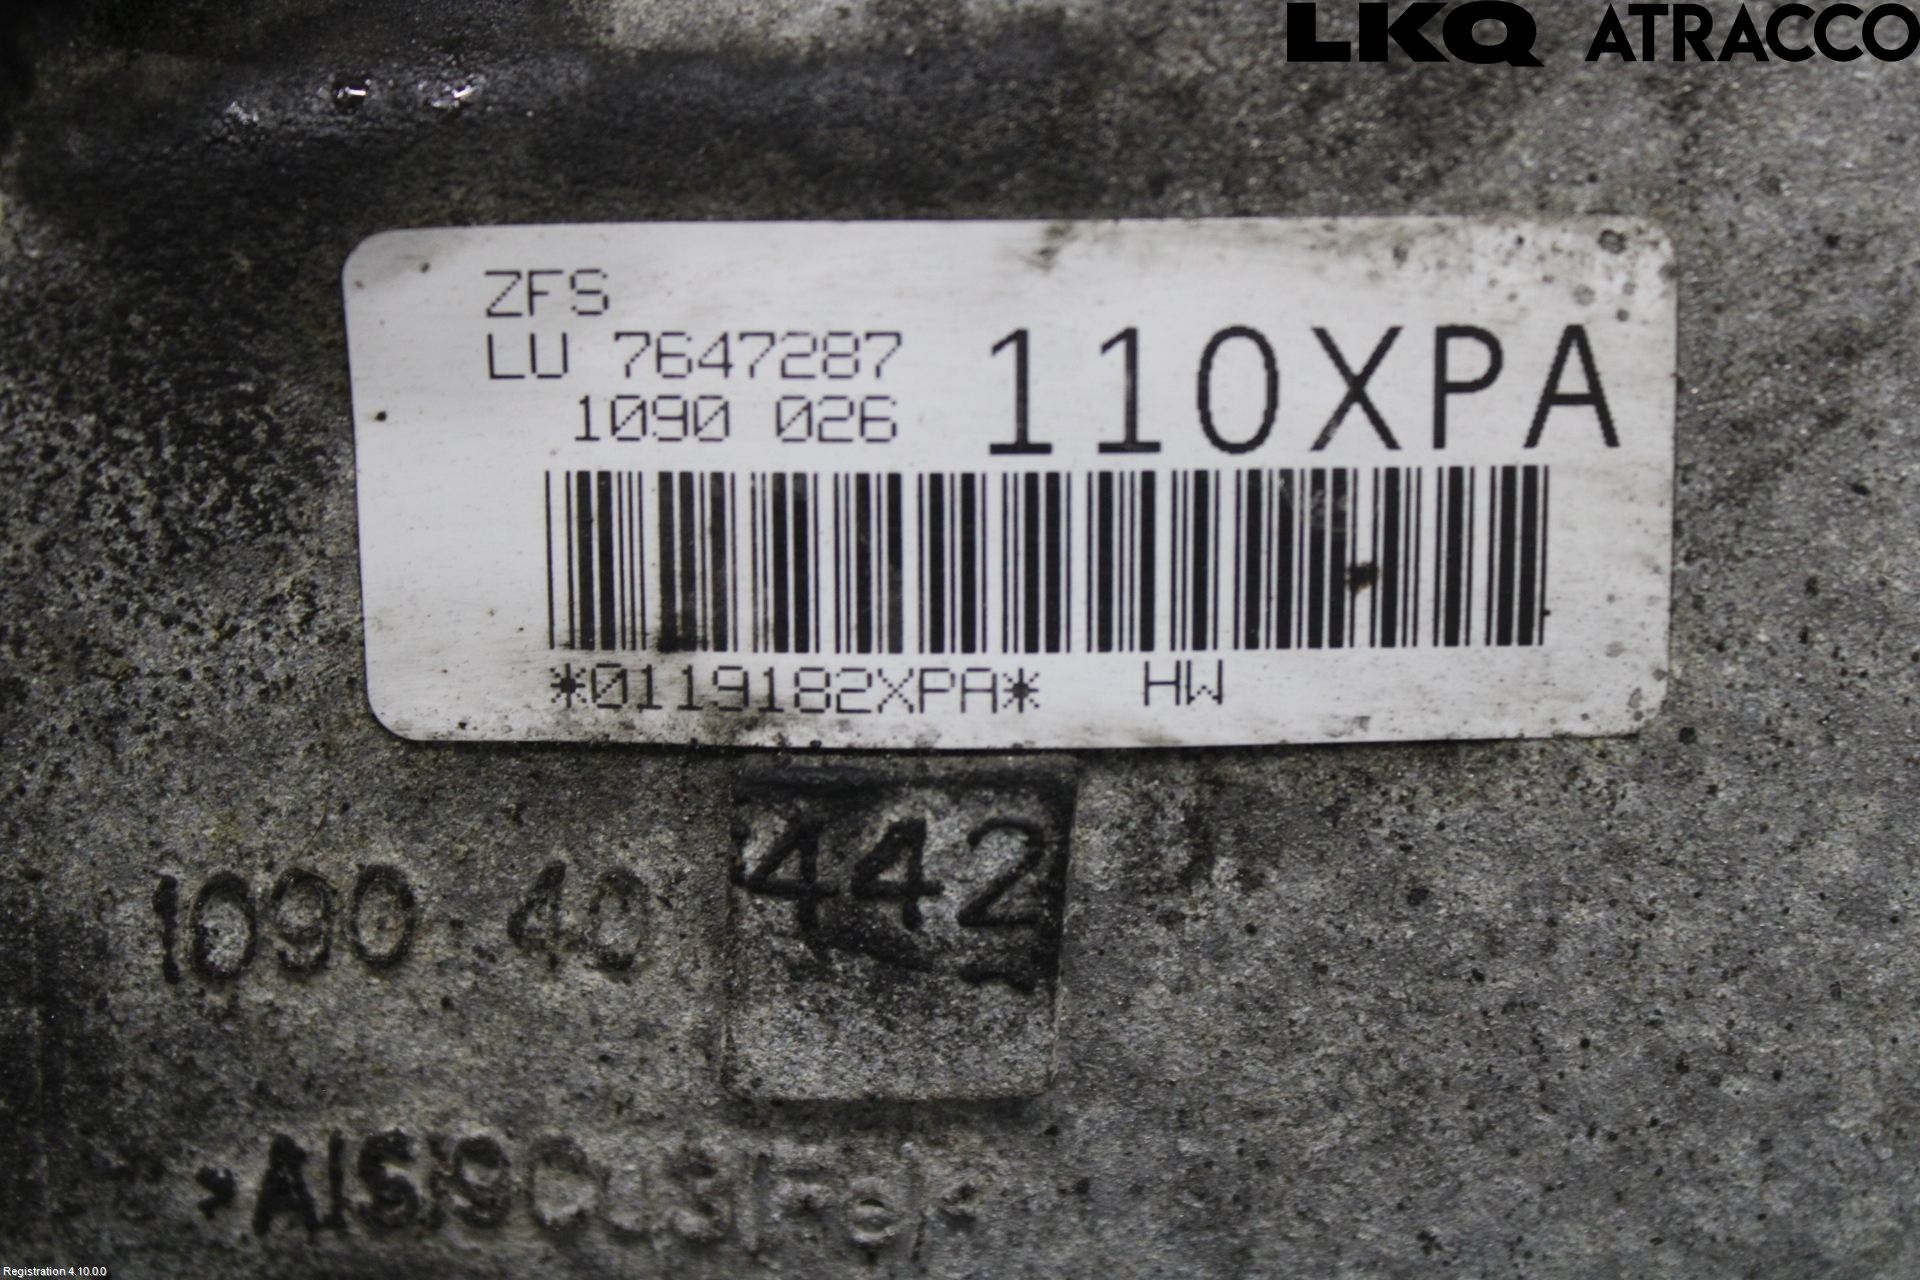 LKQ ATRACCO
ZFS
LU 7647287
1090 026
110XPA
*0119182XPA* HW
442
1090 40
>A/Si9Cu3(Fe)<
Registration 4.10.0.0